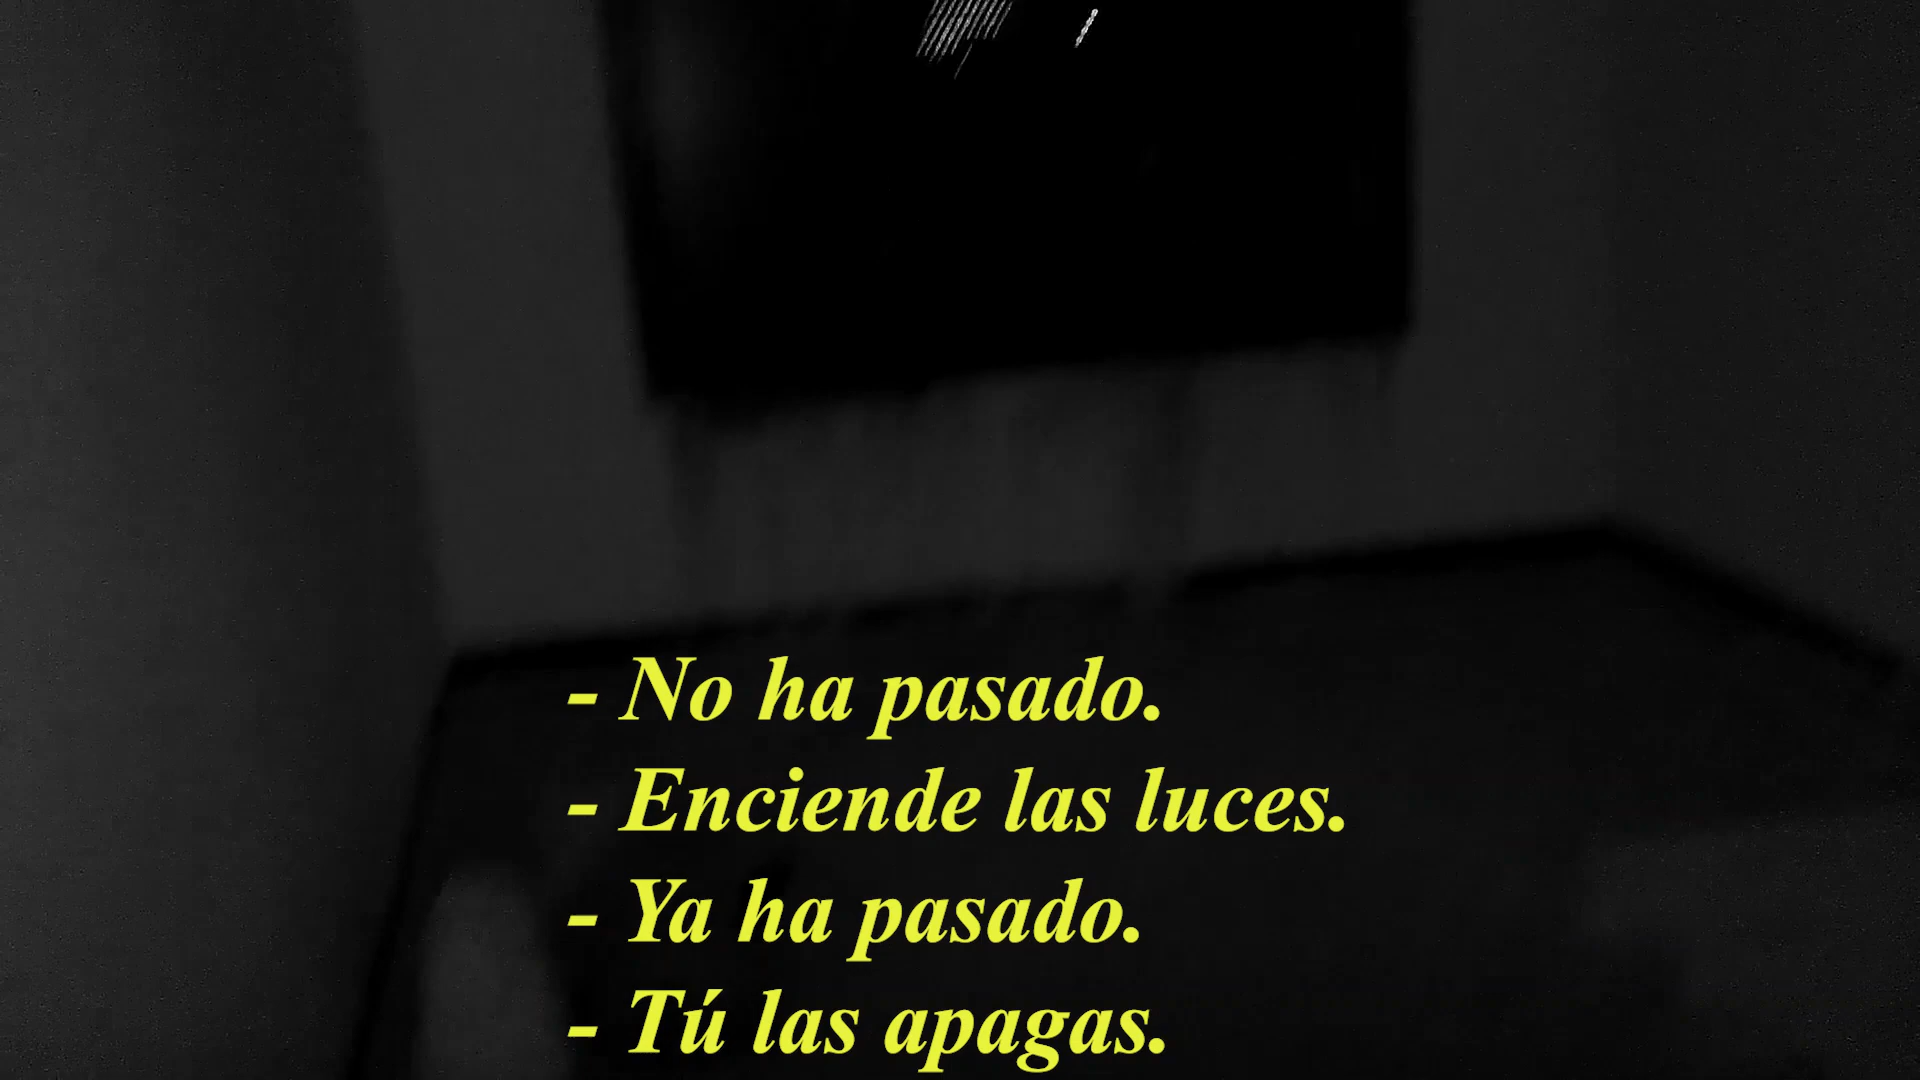 - No ha pasado.
- Enciende las luces.
- Ya ha pasado.
- Tú las apagas.